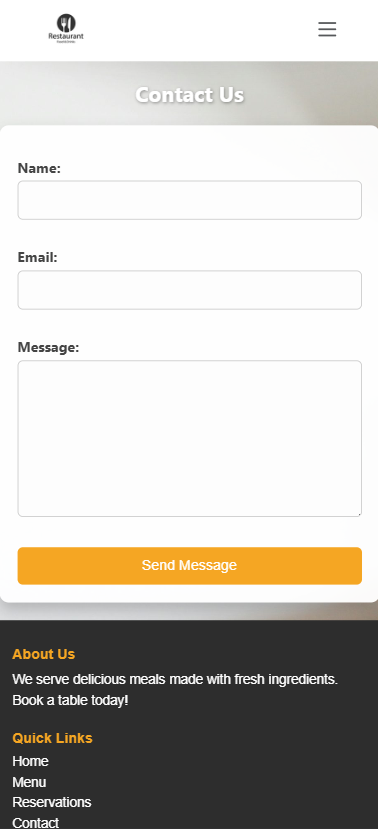 Restaurant
Contact Us
Name:
Email:
Message:
Send Message
About Us
We serve delicious meals made with fresh ingredients.
Book a table today!
Quick Links
Home
Menu
Reservations
Contact